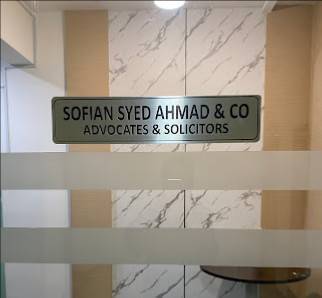 SOFIAN SYED AHMAD & CO
ADVOCATES & SOLICITORS